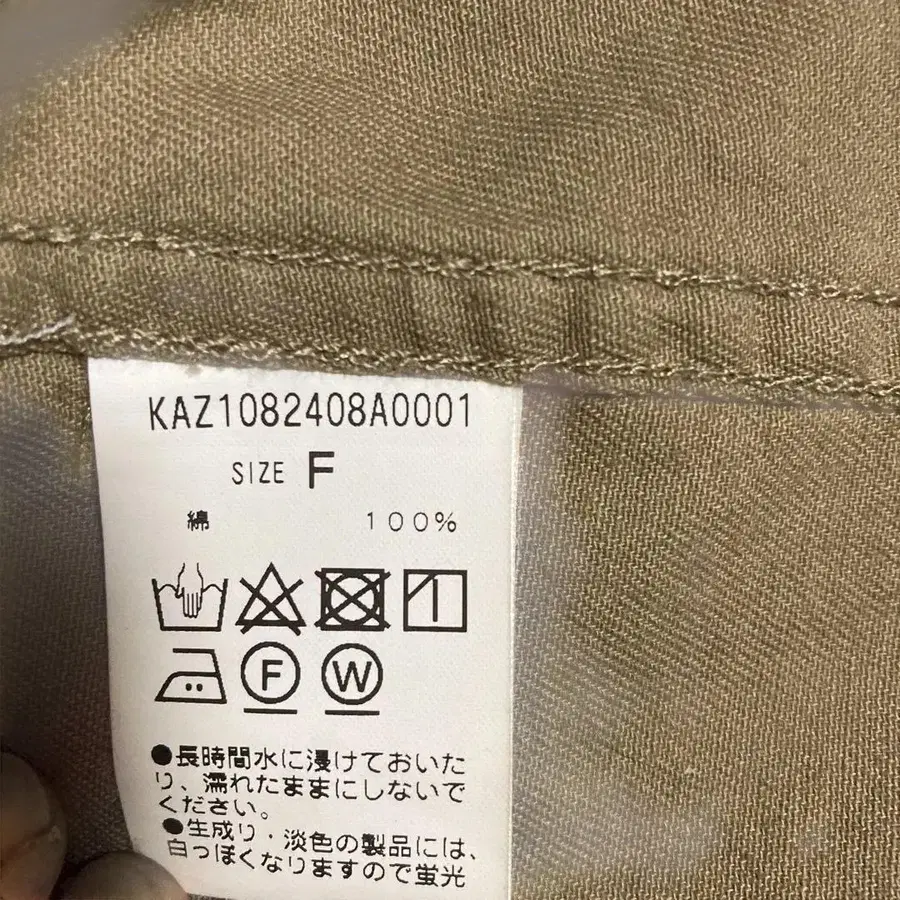 KAZ1082408A0001
SIZE F
綿 100%
F W
●長時間水に浸けておいた
り、濡れたままにしないで
ください。
●生成り・淡色の製品には、
白っぽくなりますので蛍光